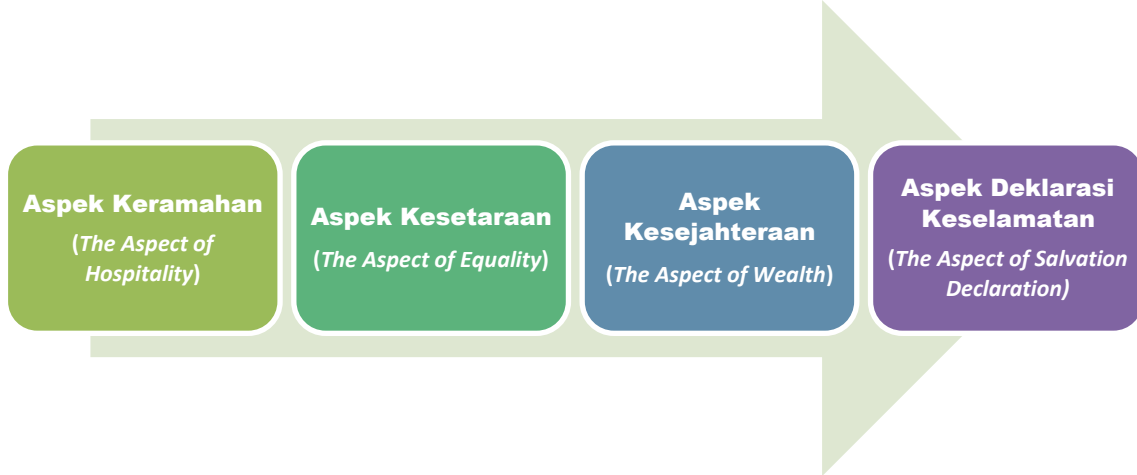 Aspek Keramahan
(The Aspect of
Hospitality)
Aspek Kesetaraan
(The Aspect of Equality)
Aspek
Kesejahteraan
(The Aspect of Wealth)
Aspek Deklarasi
Keselamatan
(The Aspect of Salvation
Declaration)